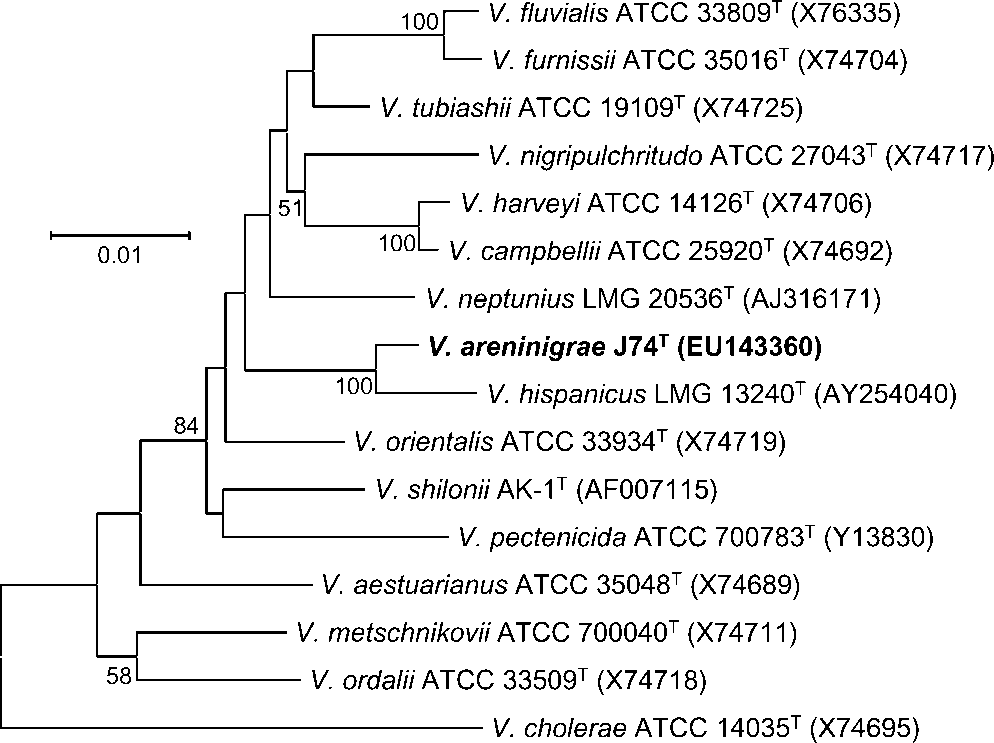 100
V. fluvialis ATCC 33809ᵀ (X76335)
V. furnissii ATCC 35016ᵀ (X74704)
V. tubiashii ATCC 19109ᵀ (X74725)
V. nigripulchritudo ATCC 27043ᵀ (X74717)
51
V. harveyi ATCC 14126ᵀ (X74706)
100
V. campbellii ATCC 25920ᵀ (X74692)
0.01
V. neptunius LMG 20536ᵀ (AJ316171)
V. areninigrae J74ᵀ (EU143360)
100
V. hispanicus LMG 13240ᵀ (AY254040)
84
V. orientalis ATCC 33934ᵀ (X74719)
V. shilonii AK-1ᵀ (AF007115)
V. pectenicida ATCC 700783ᵀ (Y13830)
V. aestuarianus ATCC 35048ᵀ (X74689)
V. metschnikovii ATCC 700040ᵀ (X74711)
58
V. ordalii ATCC 33509ᵀ (X74718)
V. cholerae ATCC 14035ᵀ (X74695)